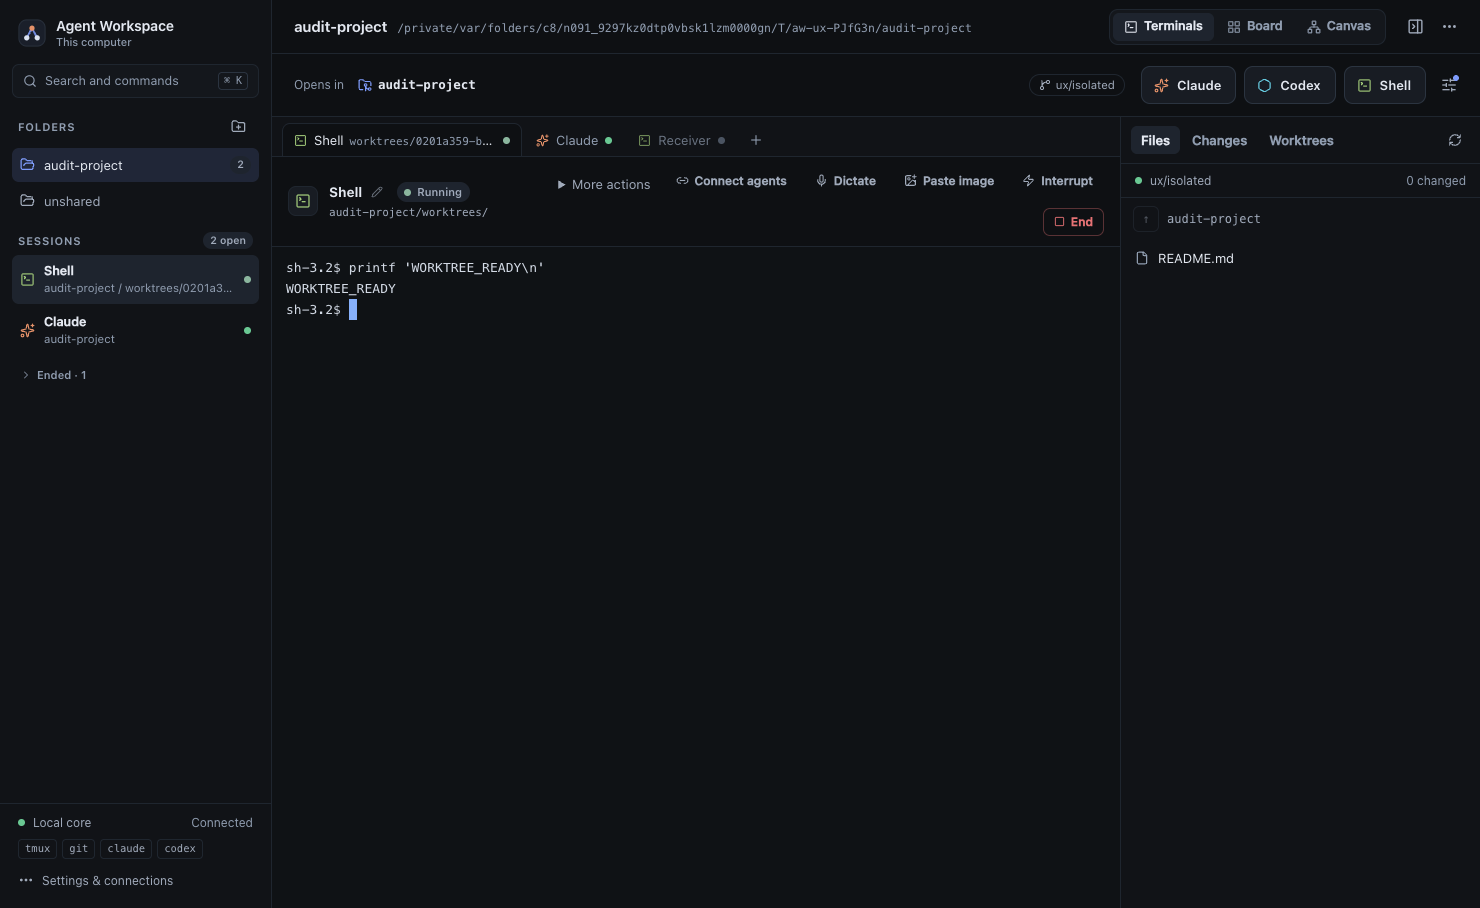 Agent Workspace
This computer
Search and commands ⌘ K
FOLDERS
audit-project 2
unshared
SESSIONS 2 open
Shell
audit-project / worktrees/0201a3...
Claude
audit-project
Ended · 1
Local core Connected
tmux git claude codex
Settings & connections
audit-project /private/var/folders/c8/n091_9297kz0dtp0vbsk1lzm0000gn/T/aw-ux-PJfG3n/audit-project
Terminals Board Canvas
Opens in audit-project
ux/isolated Claude Codex Shell
Shell worktrees/0201a359-b... Claude Receiver
Shell Running
audit-project/worktrees/
More actions Connect agents Dictate Paste image Interrupt
End
sh-3.2$ printf 'WORKTREE_READY\n'
WORKTREE_READY
sh-3.2$
Files Changes Worktrees
ux/isolated 0 changed
↑ audit-project
README.md